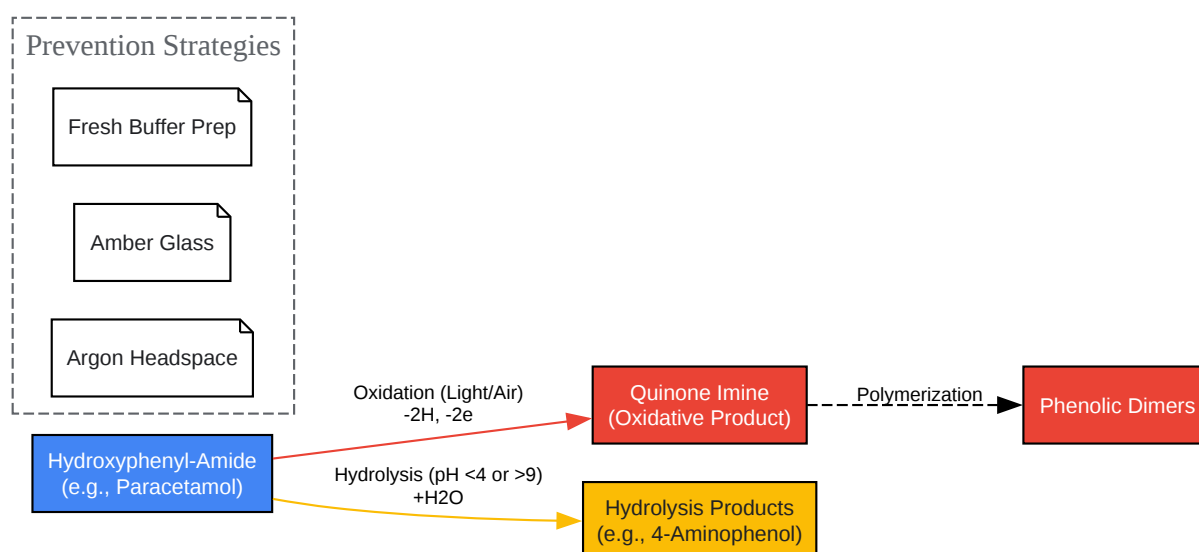 Prevention Strategies
Fresh Buffer Prep
Amber Glass
Argon Headspace
Hydroxyphenyl-Amide
(e.g., Paracetamol)
Oxidation (Light/Air)
-2H, -2e
Hydrolysis (pH <4 or >9)
+H2O
Quinone Imine
(Oxidative Product)
Polymerization
Phenolic Dimers
Hydrolysis Products
(e.g., 4-Aminophenol)